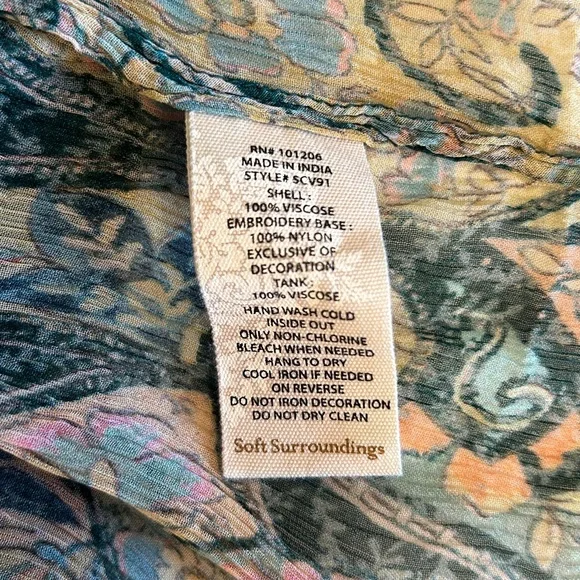 RN# 101206
MADE IN INDIA
STYLE# 5CV91
SHELL:
100% VISCOSE
EMBROIDERY BASE:
100% NYLON
EXCLUSIVE OF
DECORATION
TANK:
100% VISCOSE
HAND WASH COLD
INSIDE OUT
ONLY NON-CHLORINE
BLEACH WHEN NEEDED
HANG TO DRY
COOL IRON IF NEEDED
ON REVERSE
DO NOT IRON DECORATION
DO NOT DRY CLEAN
Soft Surroundings